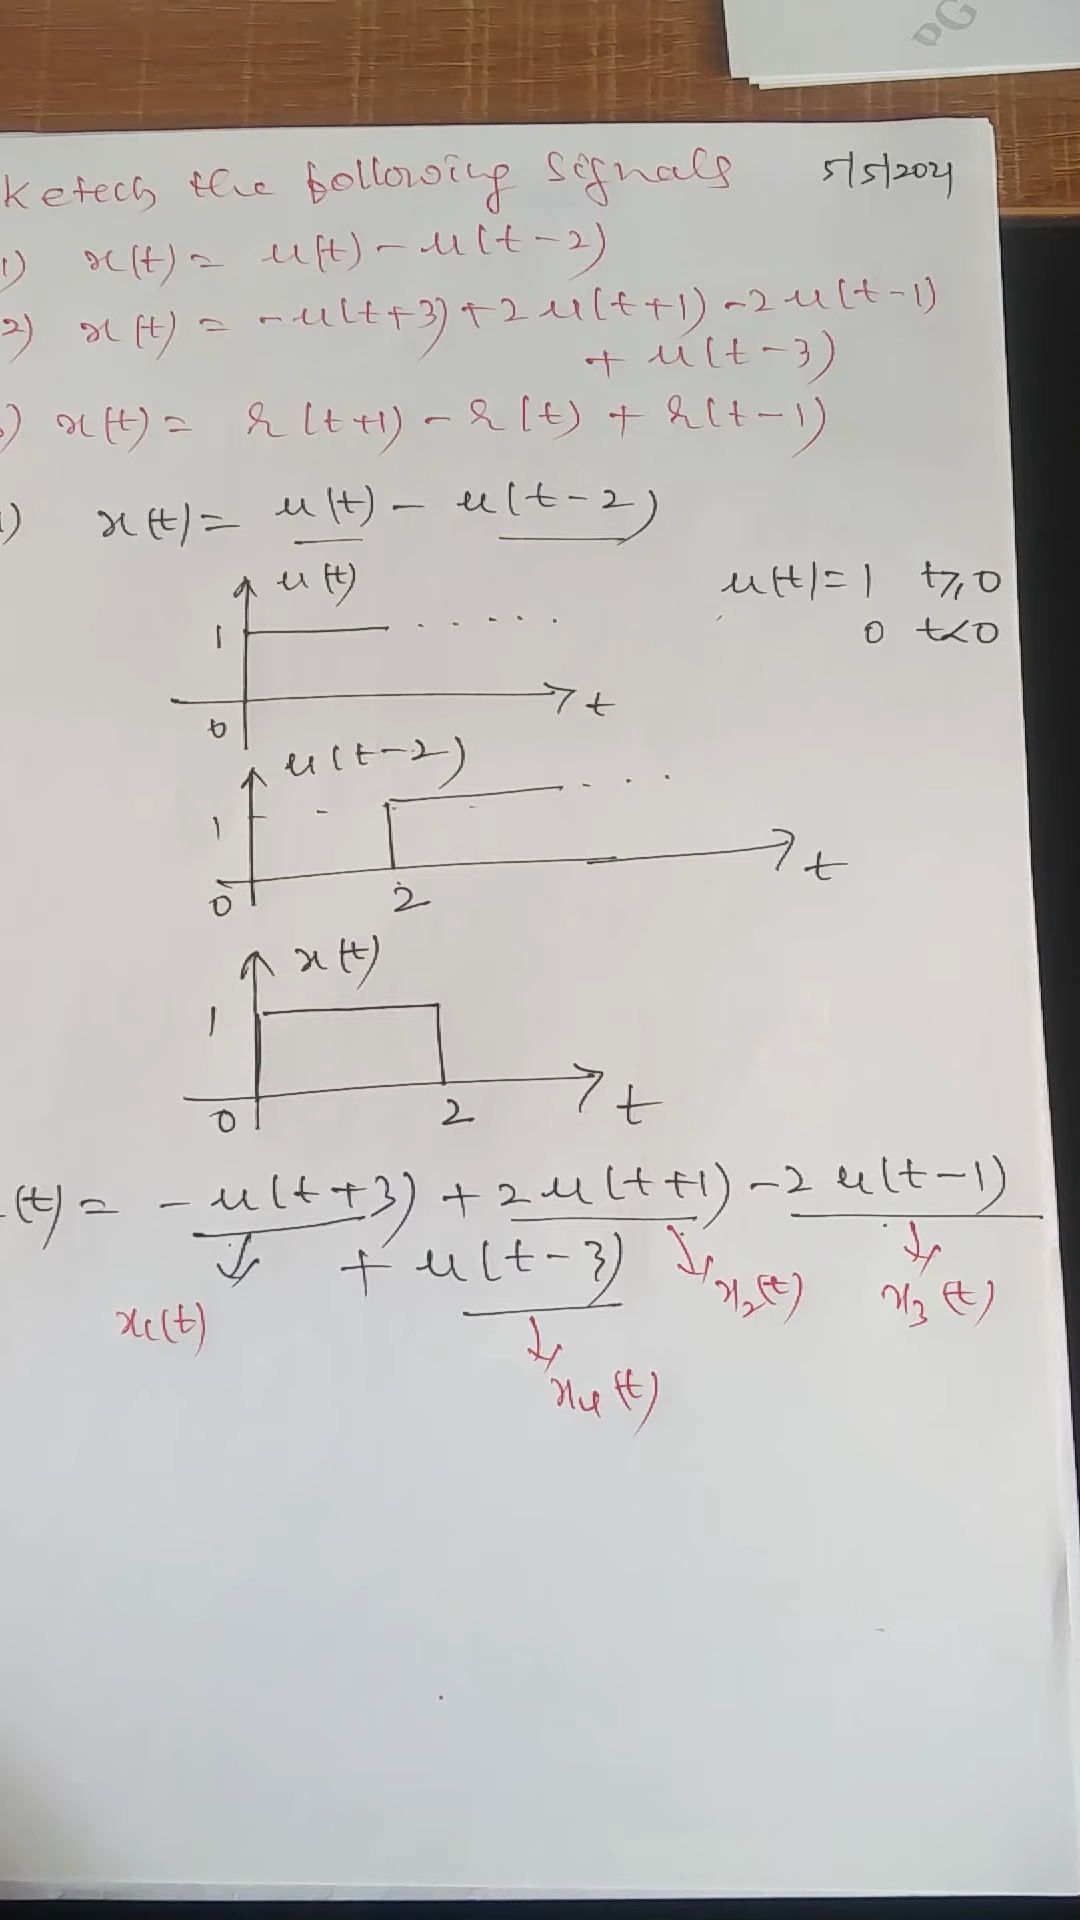 PG
ketech the following signals 5/5/2021
1) x(t) = u(t) - u(t-2)
2) x(t) = -u(t+3) + 2u(t+1) - 2u(t-1)
+ u(t-3)
) x(t) = r(t+1) - r(t) + r(t-1)
) x(t) = u(t) - u(t-2)
u(t) = 1 t≥0
0 t<0
u(t)
1
0
t
u(t-2)
1
0
2
t
x(t)
1
0
2
t
(t) = -u(t+3) + 2u(t+1) - 2u(t-1)
+ u(t-3)
x1(t)
x2(t)
x3(t)
x4(t)